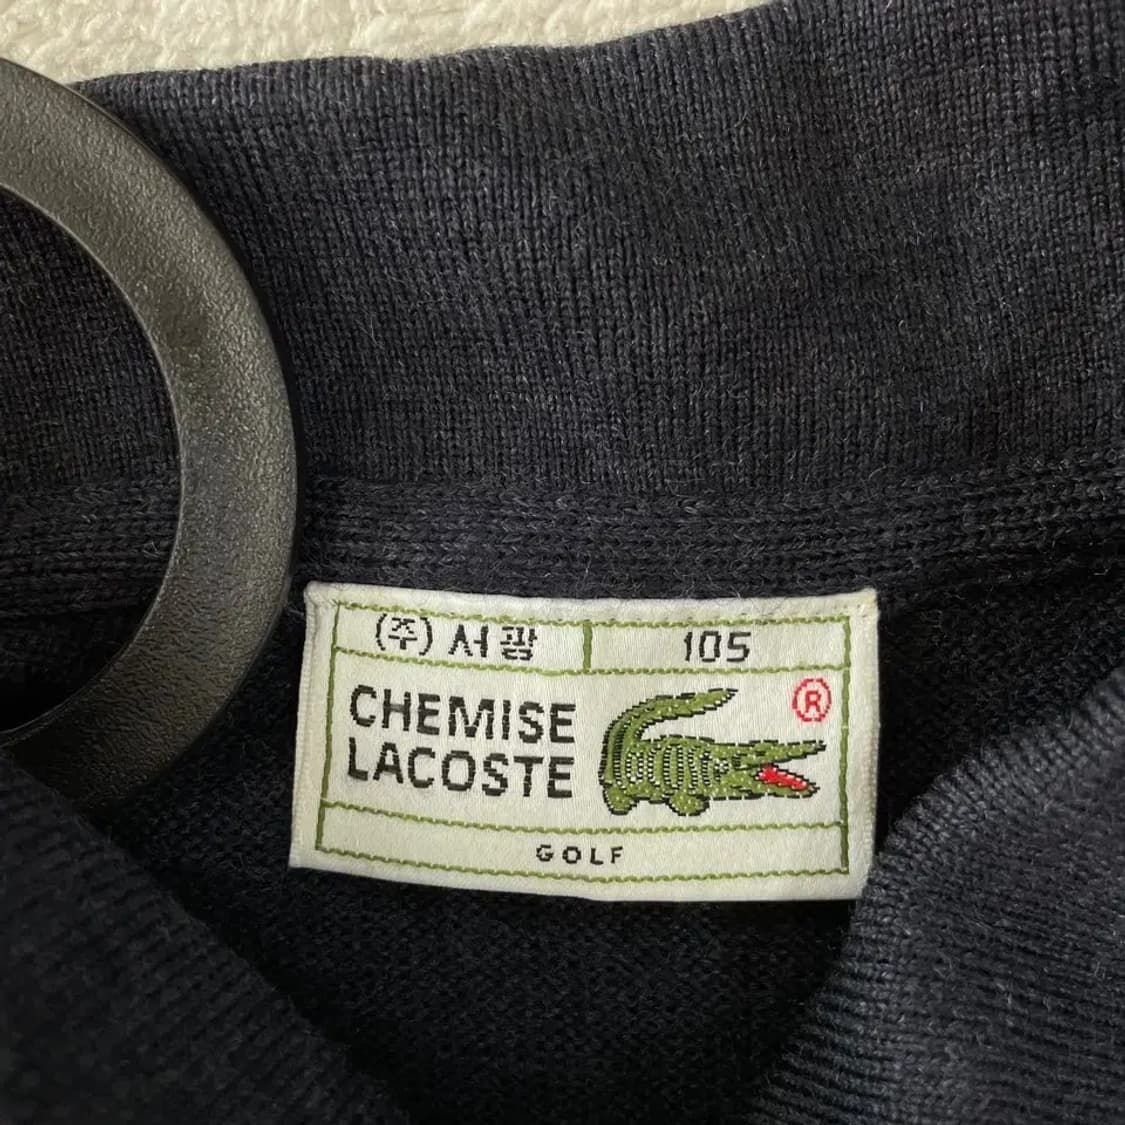 (주) 서광 105
CHEMISE
LACOSTE
®
GOLF